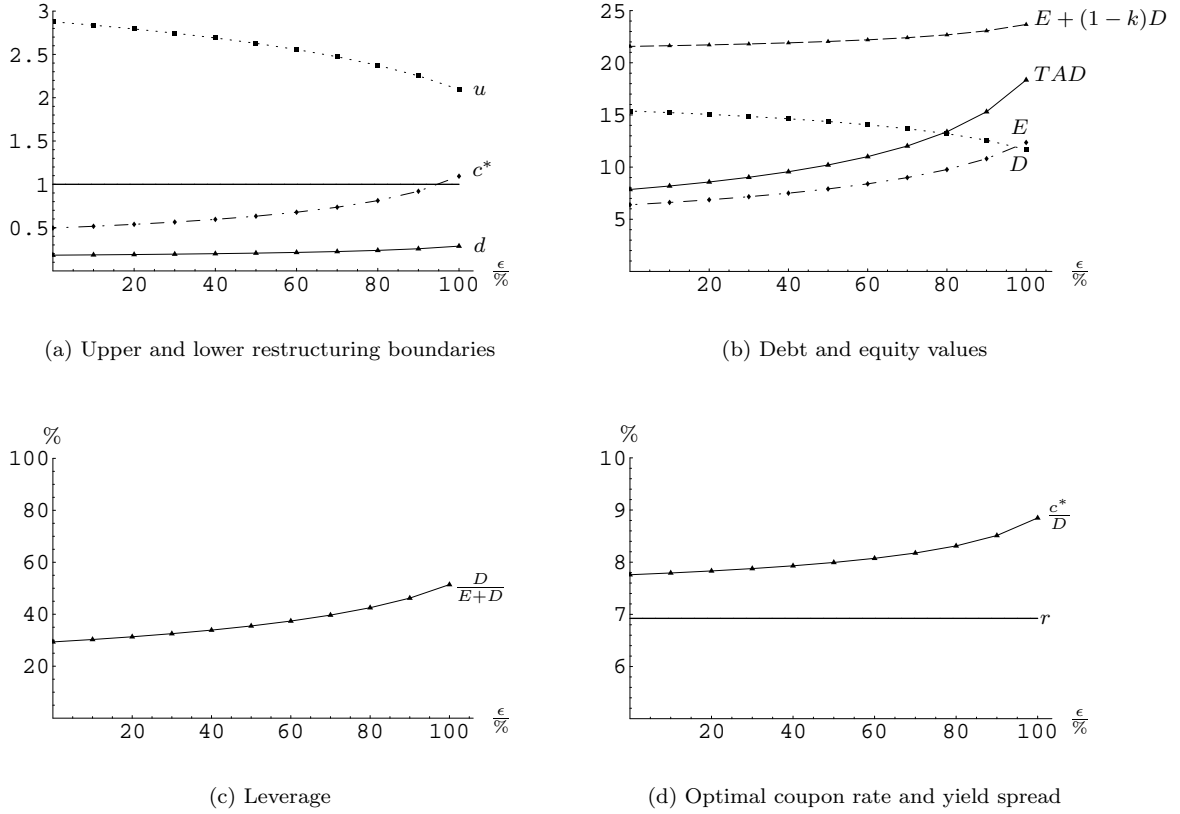 3
2.5
2
1.5
1
0.5
u
c*
d
20 40 60 80 100
ϵ/%
(a) Upper and lower restructuring boundaries
25
20
15
10
5
E + (1 − k)D
TAD
E
D
20 40 60 80 100
ϵ/%
(b) Debt and equity values
%
100
80
60
40
20
D/E+D
20 40 60 80 100
ϵ/%
(c) Leverage
%
10
9
8
7
6
c*/D
r
20 40 60 80 100
ϵ/%
(d) Optimal coupon rate and yield spread